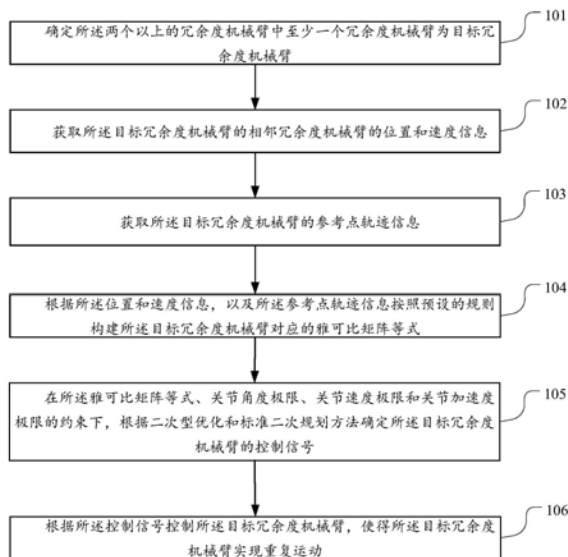 101
确定所述两个以上的冗余度机械臂中至少一个冗余度机械臂为目标冗
余度机械臂
102
获取所述目标冗余度机械臂的相邻冗余度机械臂的位置和速度信息
103
获取所述目标冗余度机械臂的参考点轨迹信息
104
根据所述位置和速度信息，以及所述参考点轨迹信息按照预设的规则
构建所述目标冗余度机械臂对应的雅可比矩阵等式
105
在所述雅可比矩阵等式、关节角度极限、关节速度极限和关节加速度
极限的约束下，根据二次型优化和标准二次规划方法确定所述目标冗余度
机械臂的控制信号
106
根据所述控制信号控制所述目标冗余度机械臂，使得所述目标冗余度
机械臂实现重复运动